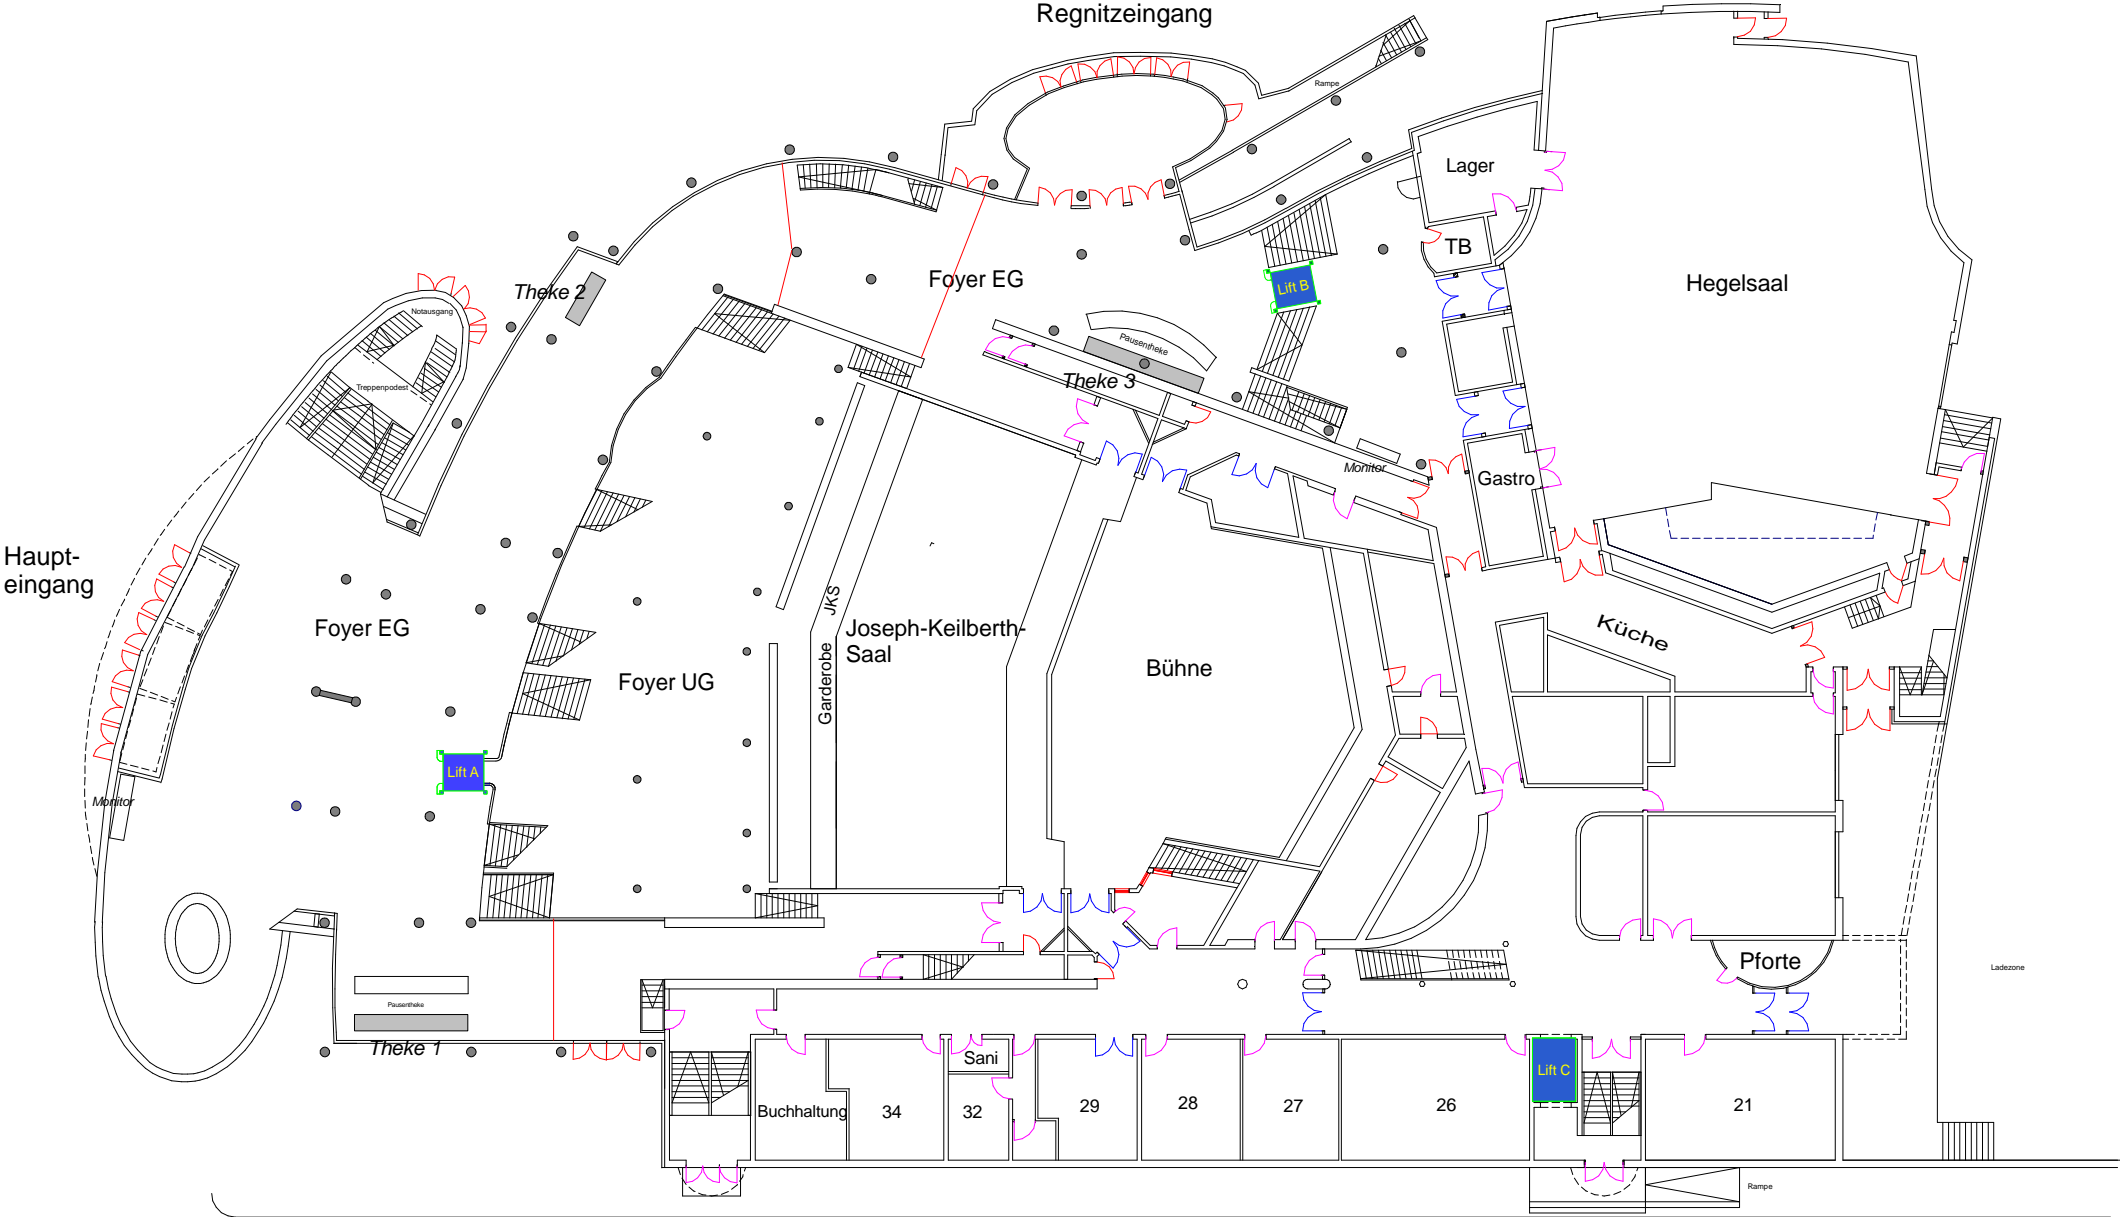 Regnitzeingang
Rampe
Lager
TB
Hegelsaal
Foyer EG
Lift B
Theke 2
Notausgang
Treppenpodest
Pausentheke
Theke 3
Monitor
Gastro
Haupt-
eingang
Foyer EG
Foyer UG
Garderobe JKS
Joseph-Keilberth-
Saal
Bühne
Küche
Lift A
Monitor
Pforte
Ladezone
Pausentheke
Theke 1
Sani
Lift C
Buchhaltung
34
32
29
28
27
26
21
Rampe